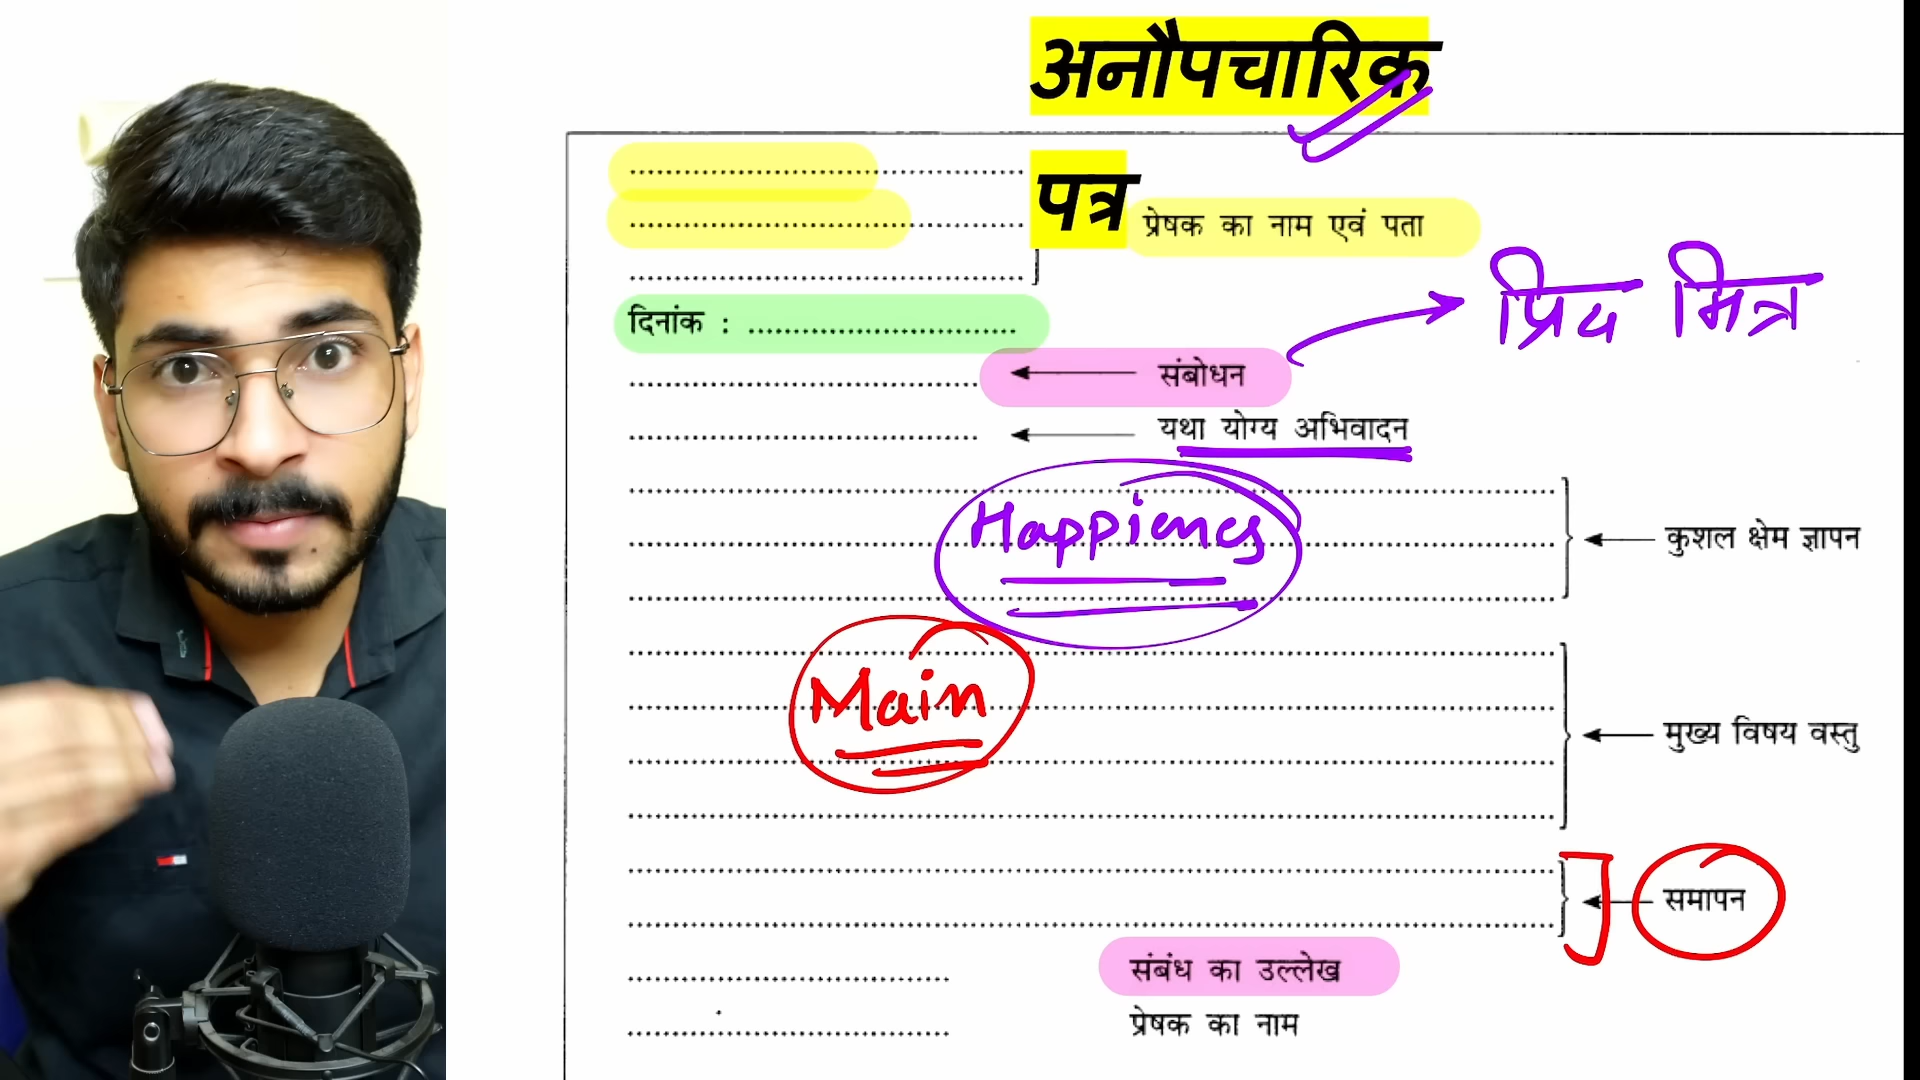 अनौपचारिक
पत्र
प्रेषक का नाम एवं पता
दिनांक : ..............................
प्रिय मित्र
संबोधन
यथा योग्य अभिवादन
Happiencs
कुशल क्षेम ज्ञापन
Main
मुख्य विषय वस्तु
समापन
संबंध का उल्लेख
प्रेषक का नाम